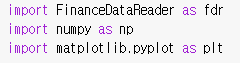 import FinanceDataReader as fdr
import numpy as np
import matplotlib.pyplot as plt